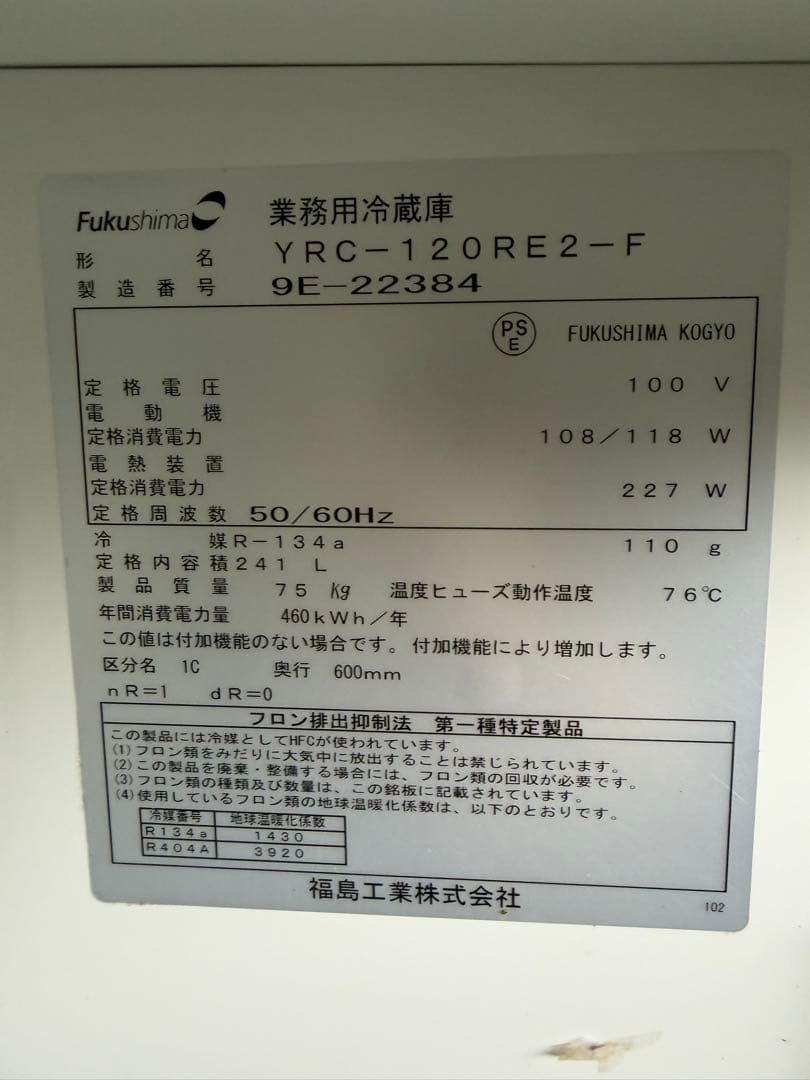 Fukushima 業務用冷蔵庫
形名 YRC-120RE2-F
製造番号 9E-22384
PSE FUKUSHIMA KOGYO
定格電圧 100 V
電動機
定格消費電力 108/118 W
電熱装置
定格消費電力 227 W
定格周波数 50/60Hz
冷媒 R-134a 110 g
定格内容積 241 L
製品質量 75 Kg 温度ヒューズ動作温度 76℃
年間消費電力量 460kWh/年
この値は付加機能のない場合です。付加機能により増加します。
区分名 1C 奥行 600mm
nR=1 dR=0
フロン排出抑制法 第一種特定製品
この製品には冷媒としてHFCが使われています。
(1)フロン類をみだりに大気中に放出することは禁じられています。
(2)この製品を廃棄・整備する場合には、フロン類の回収が必要です。
(3)フロン類の種類及び数量は、この銘板に記載されています。
(4)使用しているフロン類の地球温暖化係数は、以下のとおりです。
冷媒番号 地球温暖化係数
R134a 1430
R404A 3920
福島工業株式会社
102